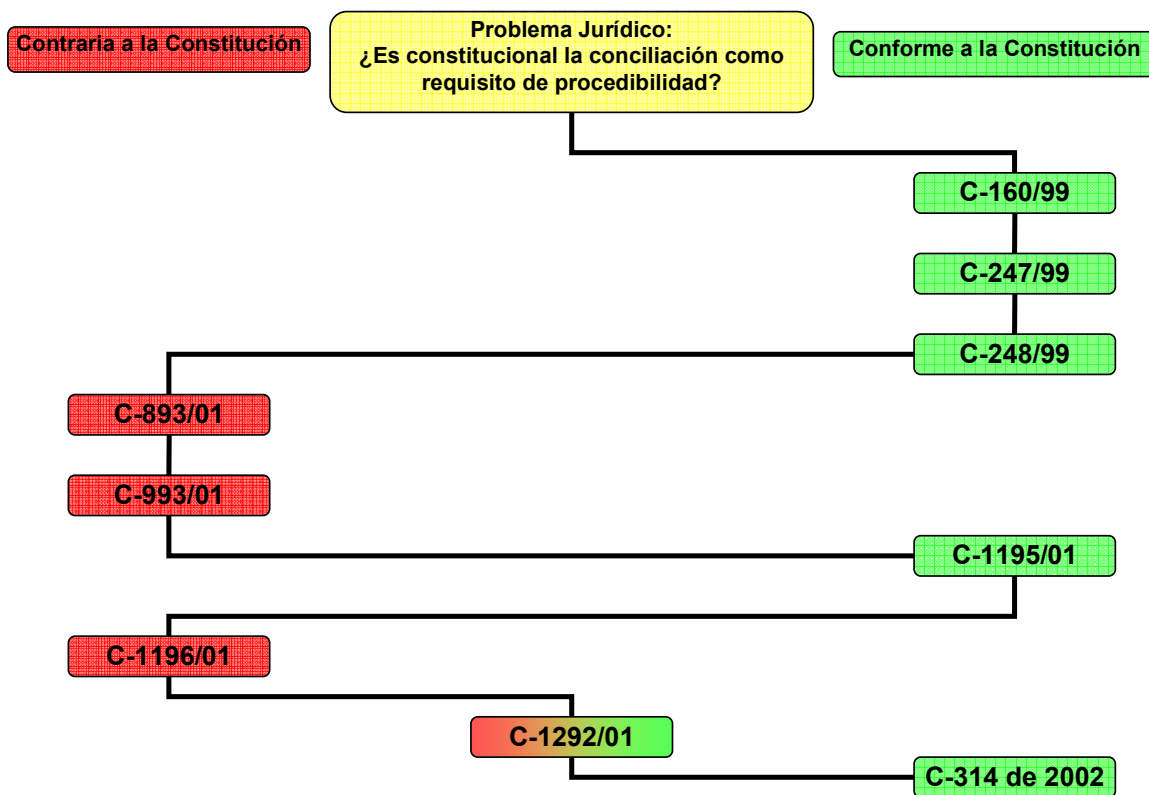 Contraria a la Constitución
Problema Jurídico:
¿Es constitucional la conciliación como
requisito de procedibilidad?
Conforme a la Constitución
C-160/99
C-247/99
C-248/99
C-893/01
C-993/01
C-1195/01
C-1196/01
C-1292/01
C-314 de 2002